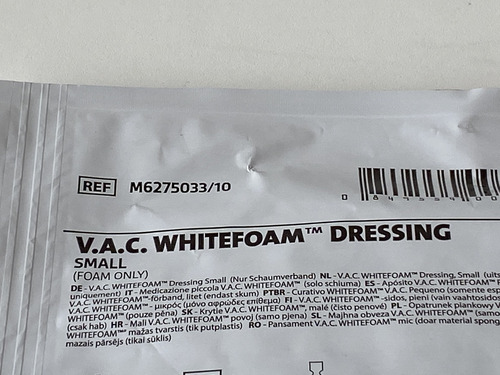 REF M6275033/10
V.A.C. WHITEFOAM™ DRESSING
SMALL
(FOAM ONLY)
DE - V.A.C. WHITEFOAM™ Dressing Small (Nur Schaumverband) NL - V.A.C. WHITEFOAM™ Dressing, Small
uniquement) IT - Medicazione piccola V.A.C. WHITEFOAM™ (solo schiuma) ES - Apósito V.A.C. WHITEFOAM™
PTBR - Curativo WHITEFOAM™ V.A.C. Pequeno (somente
V.A.C. WHITEFOAM™-förband, litet (endast skum)
V.A.C. WHITEFOAM™ - μικρός (μόνο αφρώδες επίθεμα) FI - V.A.C. WHITEFOAM™ -sidos, pieni (vain vaahtosidos
WHITEFOAM™ (pouze pěna) SK - Krytie V.A.C. WHITEFOAM™, malé (čisto penové) PL - Opatrunek piankowy V.A.C.
(csak hab) HR - Mali V.A.C. WHITEFOAM™ povoj (samo pjena) SL - Majhna obveza V.A.C. WHITEFOAM™ (samo
WHITEFOAM™ mažas tvarstis (tik putplastis) RO - Pansament V.A.C. WHITEFOAM™ mic (doar material
mazais pārsējs (tikai sūklis)